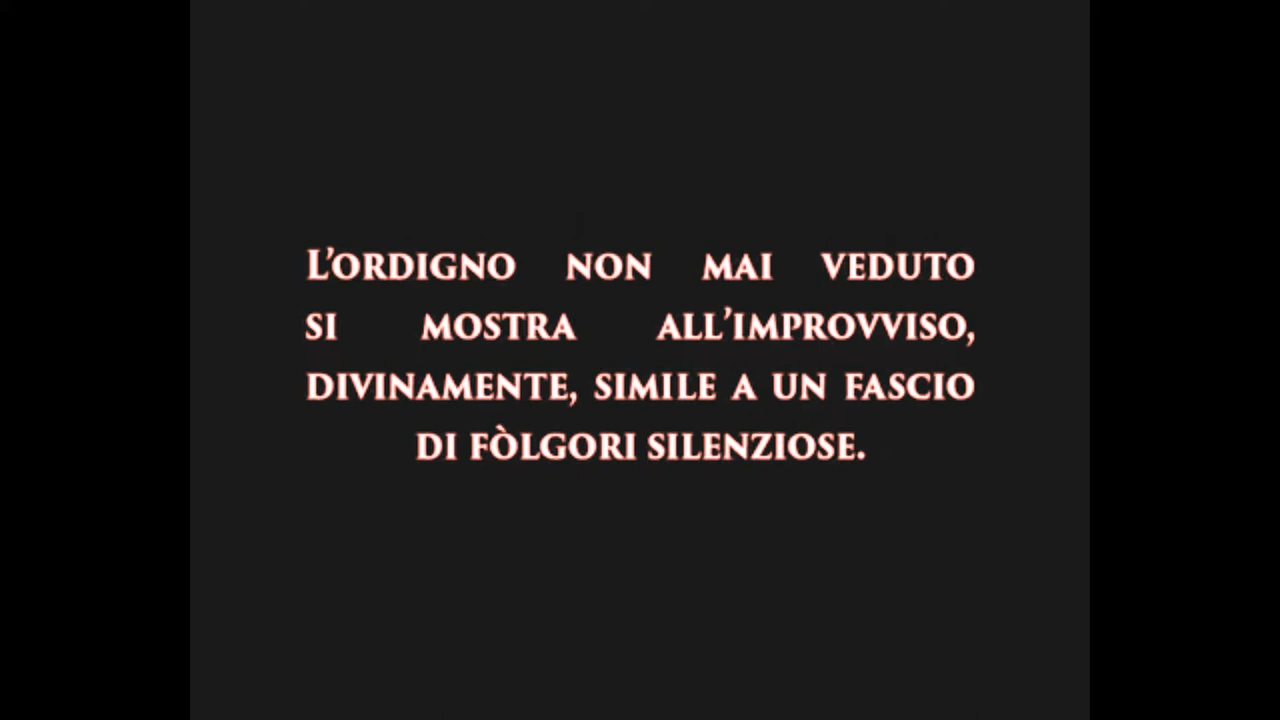 L'ORDIGNO NON MAI VEDUTO
SI MOSTRA ALL'IMPROVVISO,
DIVINAMENTE, SIMILE A UN FASCIO
DI FÒLGORI SILENZIOSE.